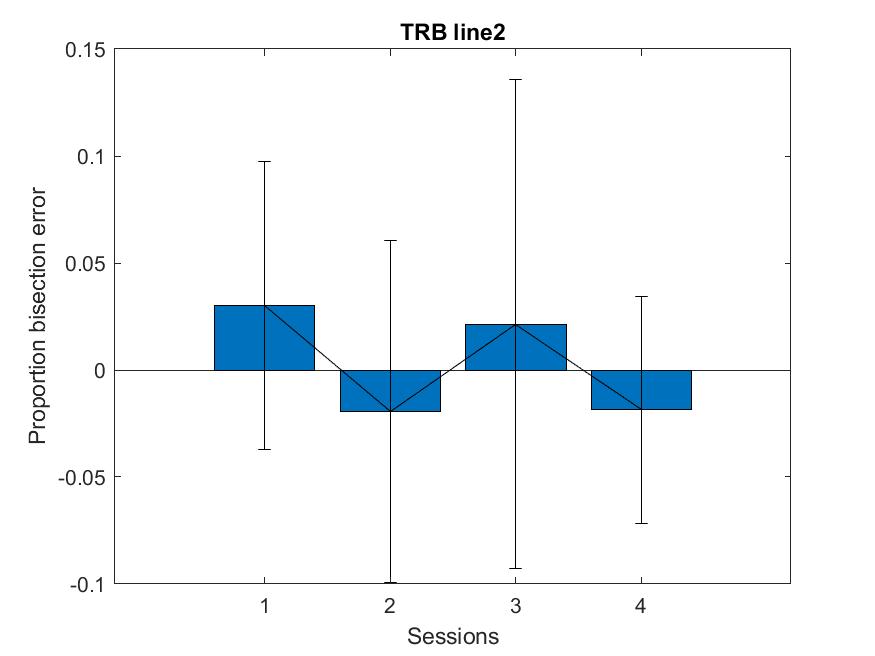 TRB line2
0.15
0.1
0.05
0
-0.05
-0.1
Proportion bisection error
1 2 3 4
Sessions